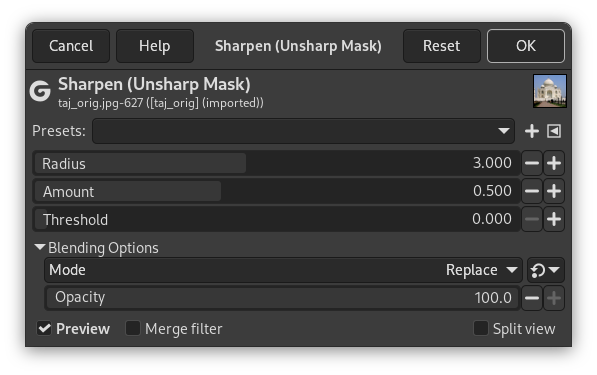 Cancel Help Sharpen (Unsharp Mask) Reset OK
Sharpen (Unsharp Mask)
taj_orig.jpg-627 ([taj_orig] (imported))
Presets:
Radius 3.000
Amount 0.500
Threshold 0.000
Blending Options
Mode Replace
Opacity 100.0
Preview Merge filter Split view